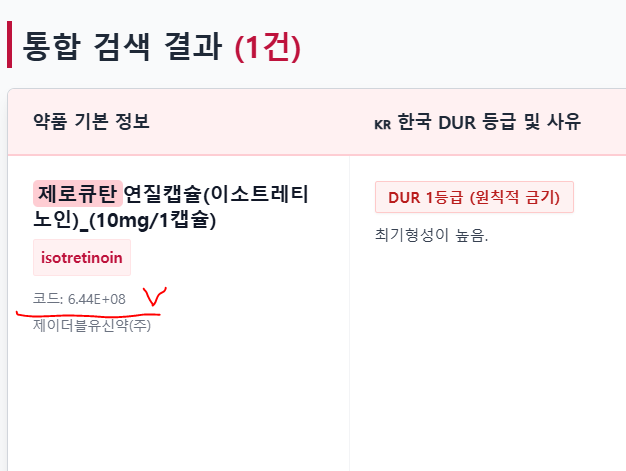 통합 검색 결과 (1건)
약품 기본 정보
KR 한국 DUR 등급 및 사유
제로큐탄연질캡슐(이소트레티
노인)_(10mg/1캡슐)
DUR 1등급 (원칙적 금기)
최기형성이 높음.
isotretinoin
코드: 6.44E+08
제이더블유신약(주)